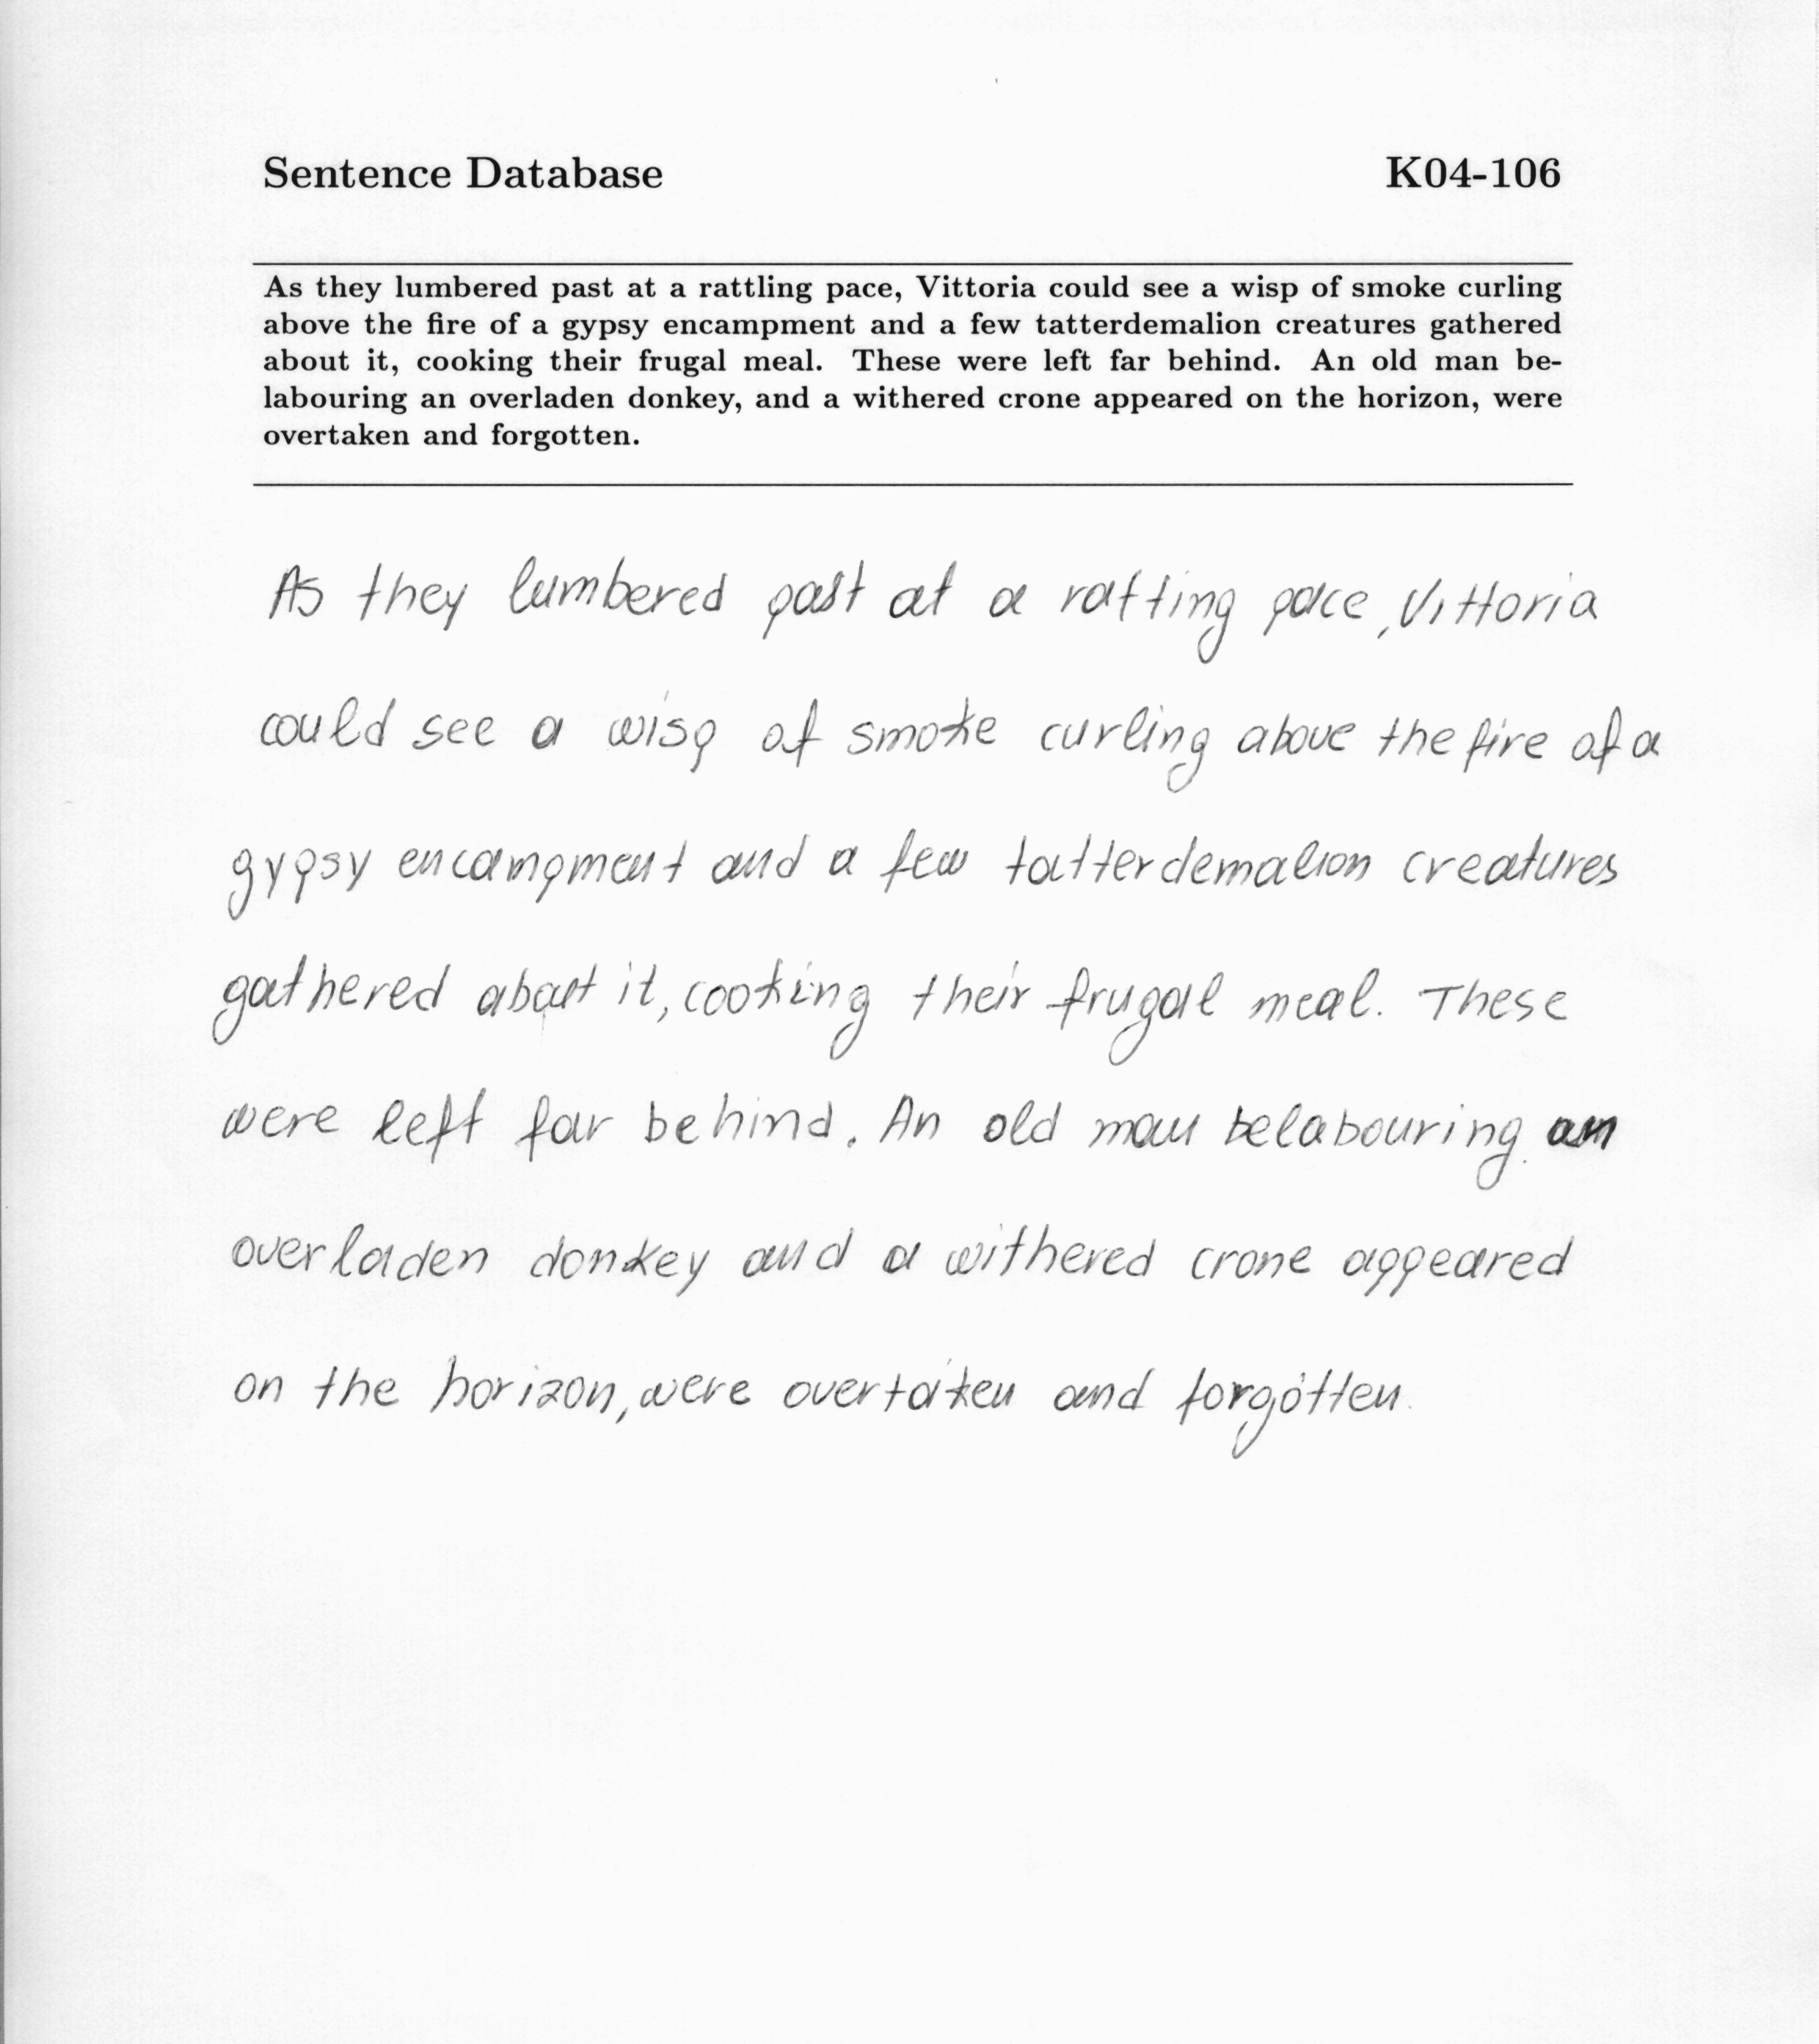 Sentence Database K04-106
As they lumbered past at a rattling pace, Vittoria could see a wisp of smoke curling
above the fire of a gypsy encampment and a few tatterdemalion creatures gathered
about it, cooking their frugal meal. These were left far behind. An old man be-
labouring an overladen donkey, and a withered crone appeared on the horizon, were
overtaken and forgotten.
As they lumbered past at a ratting pace, Vittoria
could see a wisp of smoke curling above the fire of a
gypsy encampment and a few tatterdemalion creatures
gathered about it, cooking their frugal meal. These
were left far behind. An old man belabouring an
overladen donkey and a withered crone appeared
on the horizon, were overtaken and forgotten.